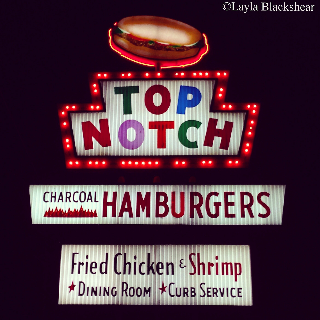 ©Layla Blackshear
TOP
NOTCH
CHARCOAL HAMBURGERS
Fried Chicken & Shrimp
★ DINING ROOM ★ CURB SERVICE